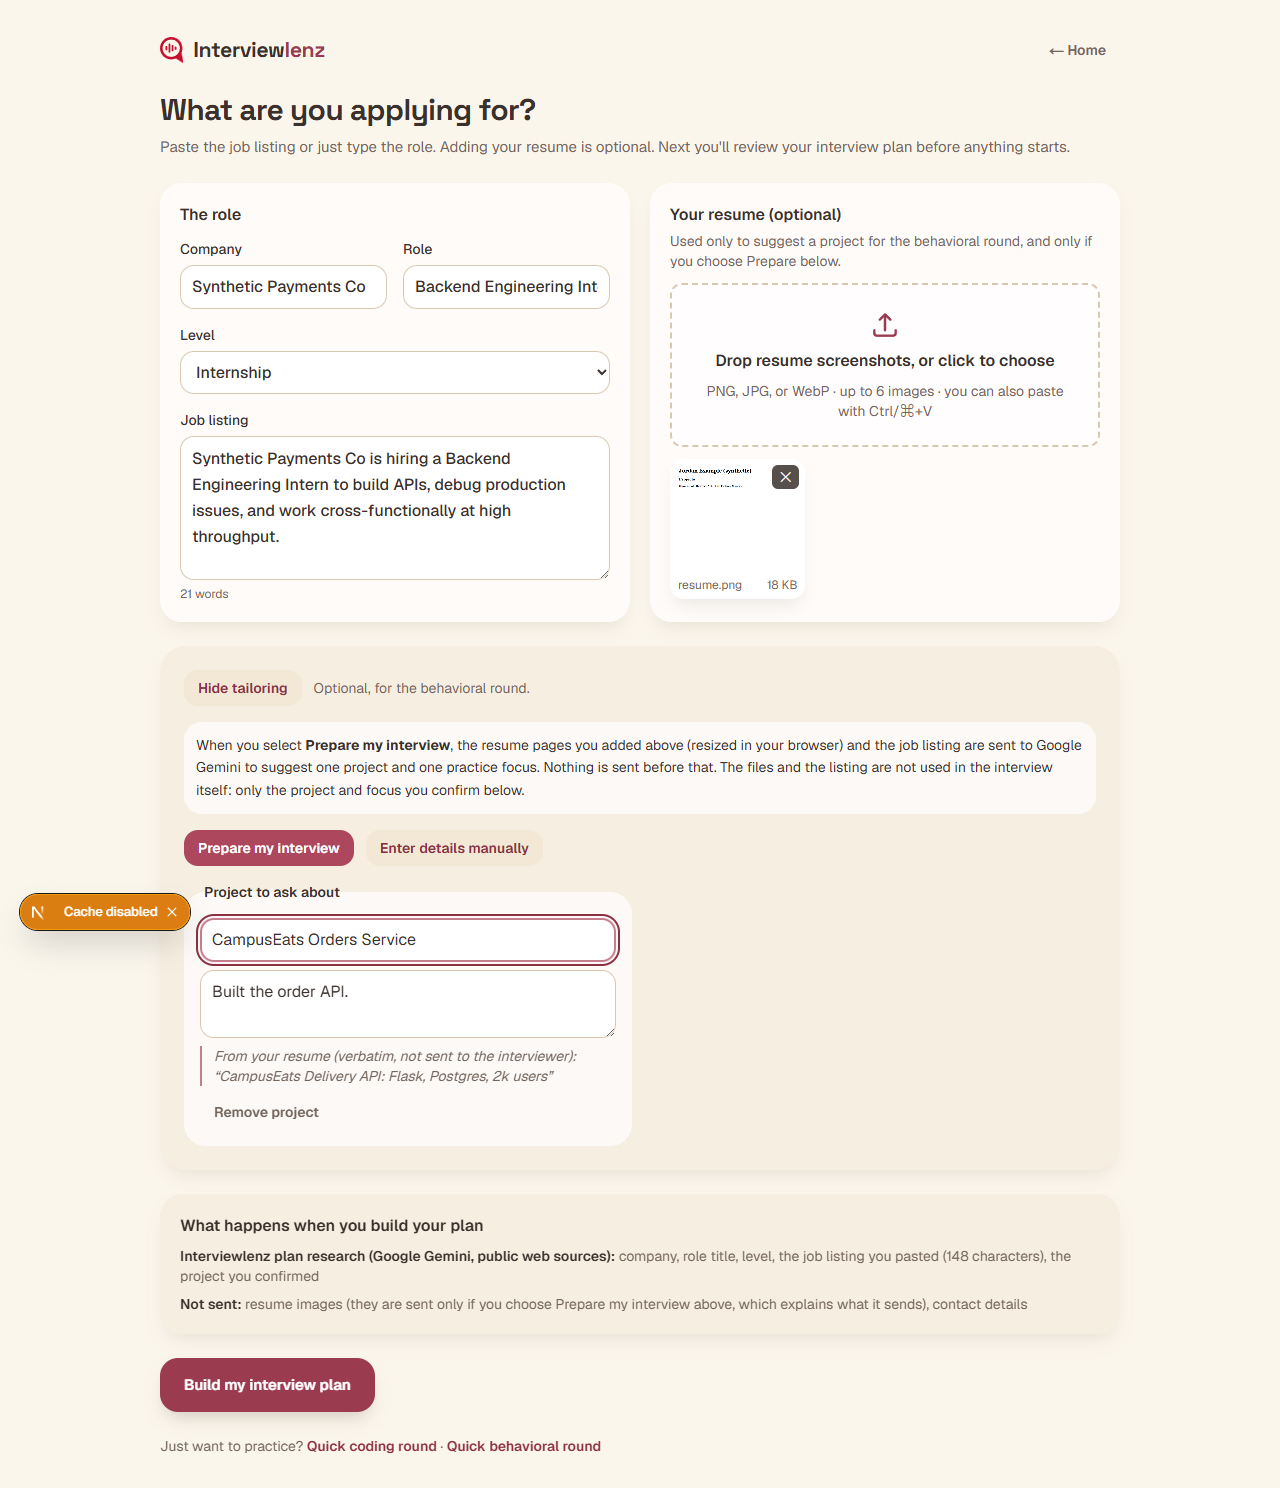 Interviewlenz
← Home
What are you applying for?
Paste the job listing or just type the role. Adding your resume is optional. Next you'll review your interview plan before anything starts.
The role
Company
Role
Synthetic Payments Co
Backend Engineering Int
Level
Internship
Job listing
Synthetic Payments Co is hiring a Backend
Engineering Intern to build APIs, debug production
issues, and work cross-functionally at high
throughput.
21 words
Your resume (optional)
Used only to suggest a project for the behavioral round, and only if
you choose Prepare below.
Drop resume screenshots, or click to choose
PNG, JPG, or WebP · up to 6 images · you can also paste
with Ctrl/⌘+V
Jordan Example (synthetic)
Projects
resume.png 18 KB
Hide tailoring
Optional, for the behavioral round.
When you select Prepare my interview, the resume pages you added above (resized in your browser) and the job listing are sent to Google
Gemini to suggest one project and one practice focus. Nothing is sent before that. The files and the listing are not used in the interview
itself: only the project and focus you confirm below.
Prepare my interview
Enter details manually
Project to ask about
Cache disabled
CampusEats Orders Service
Built the order API.
From your resume (verbatim, not sent to the interviewer):
“CampusEats Delivery API: Flask, Postgres, 2k users”
Remove project
What happens when you build your plan
Interviewlenz plan research (Google Gemini, public web sources): company, role title, level, the job listing you pasted (148 characters), the
project you confirmed
Not sent: resume images (they are sent only if you choose Prepare my interview above, which explains what it sends), contact details
Build my interview plan
Just want to practice? Quick coding round · Quick behavioral round